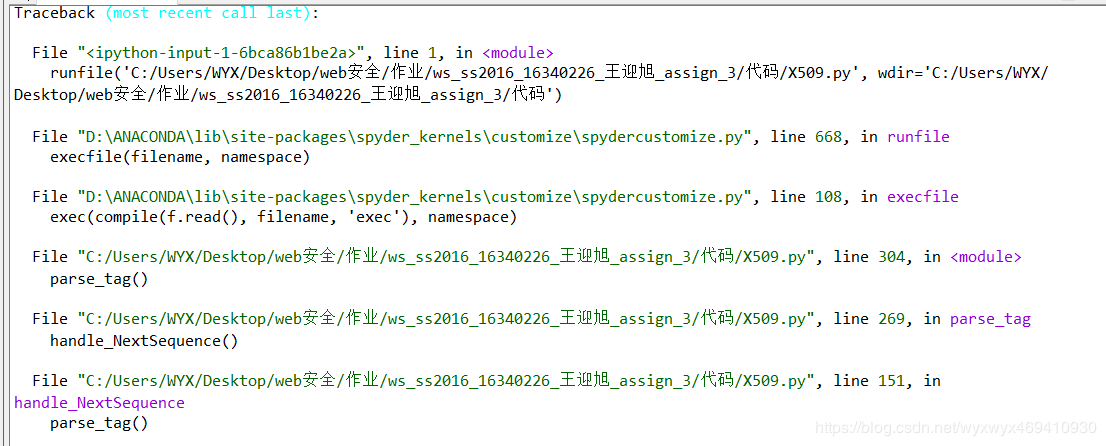 Traceback (most recent call last):
File "<ipython-input-1-6bca86b1be2a>", line 1, in <module>
runfile('C:/Users/WYX/Desktop/web安全/作业/ws_ss2016_16340226_王迎旭_assign_3/代码/X509.py', wdir='C:/Users/WYX/
Desktop/web安全/作业/ws_ss2016_16340226_王迎旭_assign_3/代码')
File "D:\ANACONDA\lib\site-packages\spyder_kernels\customize\spydercustomize.py", line 668, in runfile
execfile(filename, namespace)
File "D:\ANACONDA\lib\site-packages\spyder_kernels\customize\spydercustomize.py", line 108, in execfile
exec(compile(f.read(), filename, 'exec'), namespace)
File "C:/Users/WYX/Desktop/web安全/作业/ws_ss2016_16340226_王迎旭_assign_3/代码/X509.py", line 304, in <module>
parse_tag()
File "C:/Users/WYX/Desktop/web安全/作业/ws_ss2016_16340226_王迎旭_assign_3/代码/X509.py", line 269, in parse_tag
handle_NextSequence()
File "C:/Users/WYX/Desktop/web安全/作业/ws_ss2016_16340226_王迎旭_assign_3/代码/X509.py", line 151, in
handle_NextSequence
parse_tag()
https://blog.csdn.net/wyxwyx469410930